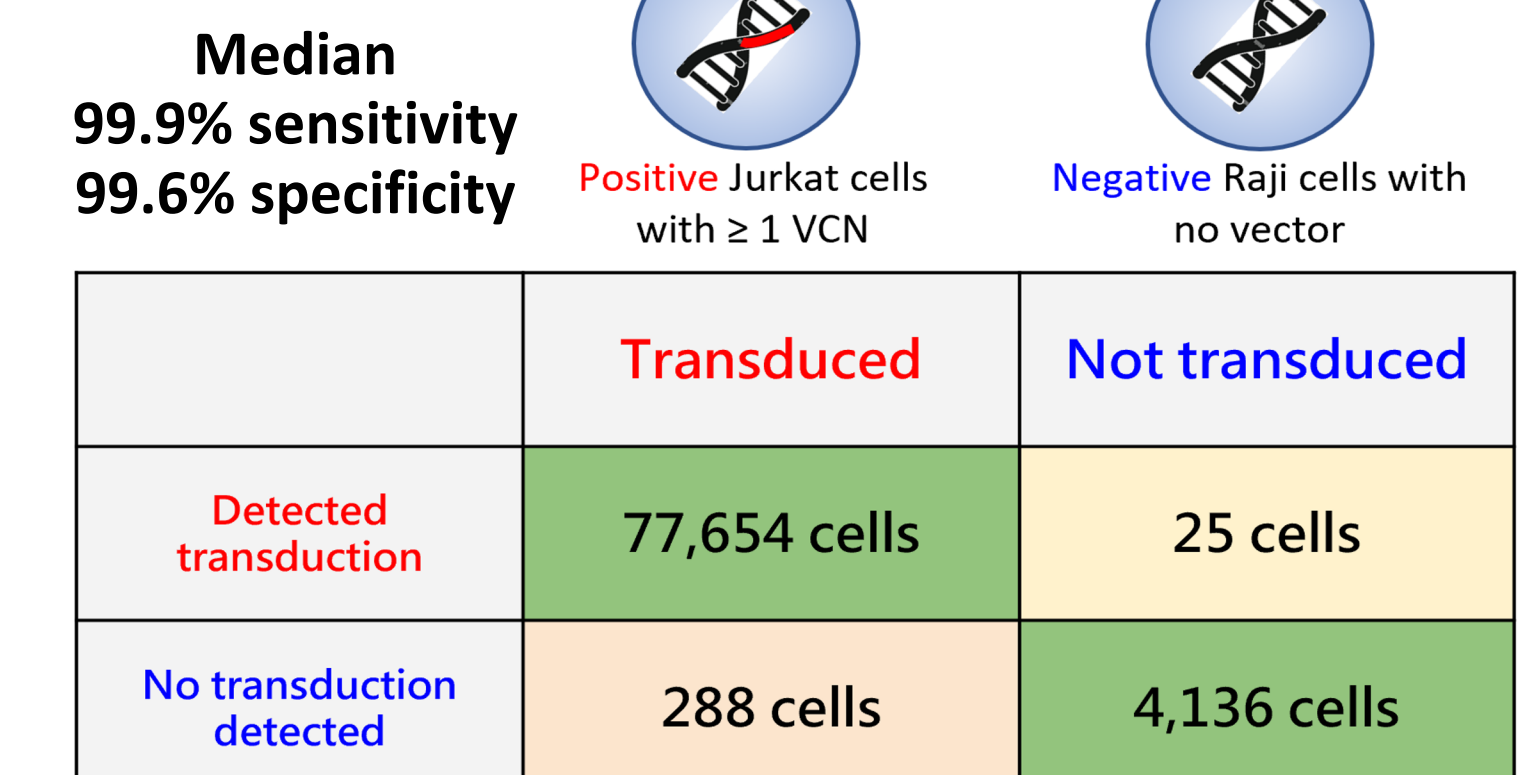 Median
99.9% sensitivity
99.6% specificity
Positive Jurkat cells
with ≥ 1 VCN
Negative Raji cells with
no vector
Transduced
Not transduced
Detected
transduction
77,654 cells
25 cells
No transduction
detected
288 cells
4,136 cells